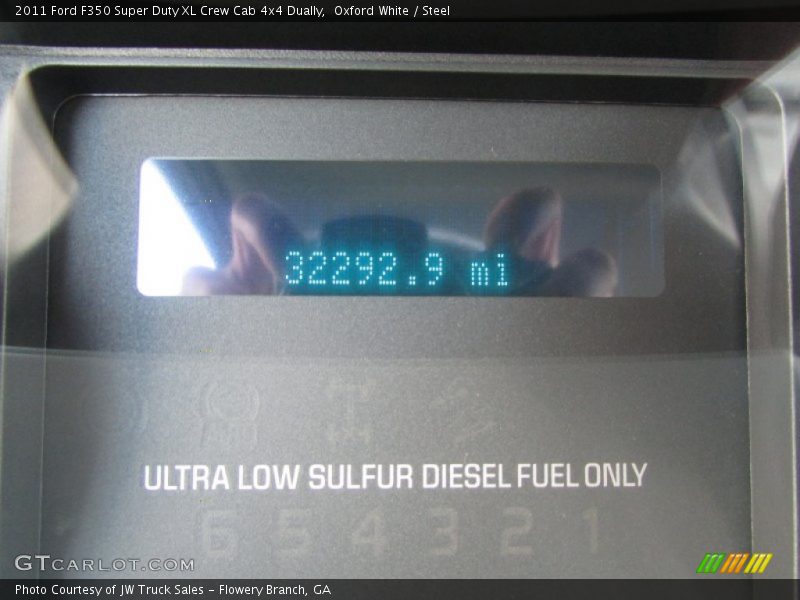 2011 Ford F350 Super Duty XL Crew Cab 4x4 Dually,  Oxford White / Steel
32292.9 mi
ULTRA LOW SULFUR DIESEL FUEL ONLY
6 5 4 3 2 1
GTCARLOT.COM
Photo Courtesy of JW Truck Sales - Flowery Branch, GA